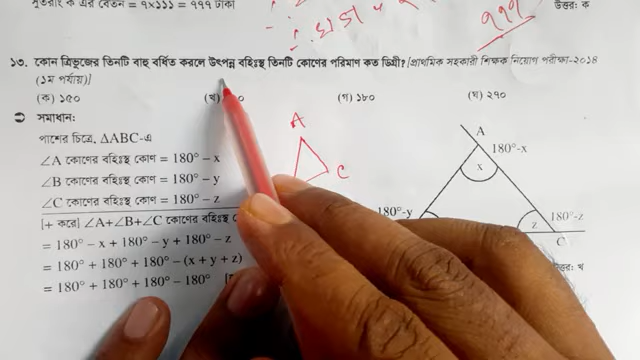 সুতরাং ক এর বেতন = ৭×১১১ = ৭৭৭ টাকা
৭৭৭
উত্তর: ক
১৩. কোন ত্রিভুজের তিনটি বাহু বর্ধিত করলে উৎপন্ন বহিঃস্থ তিনটি কোণের পরিমাণ কত ডিগ্রী? [প্রাথমিক সহকারী শিক্ষক নিয়োগ পরীক্ষা-২০১৪
(১ম পর্যায়)]
(ক) ১৫০ (খ) (গ) ১৮০ (ঘ) ২৭০
সমাধান:
পাশের চিত্রে, ΔABC-এ
∠A কোণের বহিঃস্থ কোণ = 180° – x
∠B কোণের বহিঃস্থ কোণ = 180° – y
∠C কোণের বহিঃস্থ কোণ = 180° – z
[+ করে] ∠A+∠B+∠C কোণের বহিঃস্থ
= 180° – x + 180° – y + 180° – z
= 180° + 180° + 180° – (x + y + z)
= 180° + 180° + 180° – 180°
A
C
A
180°-x
x
180°-y
z
180°-z
C
উত্তর: খ